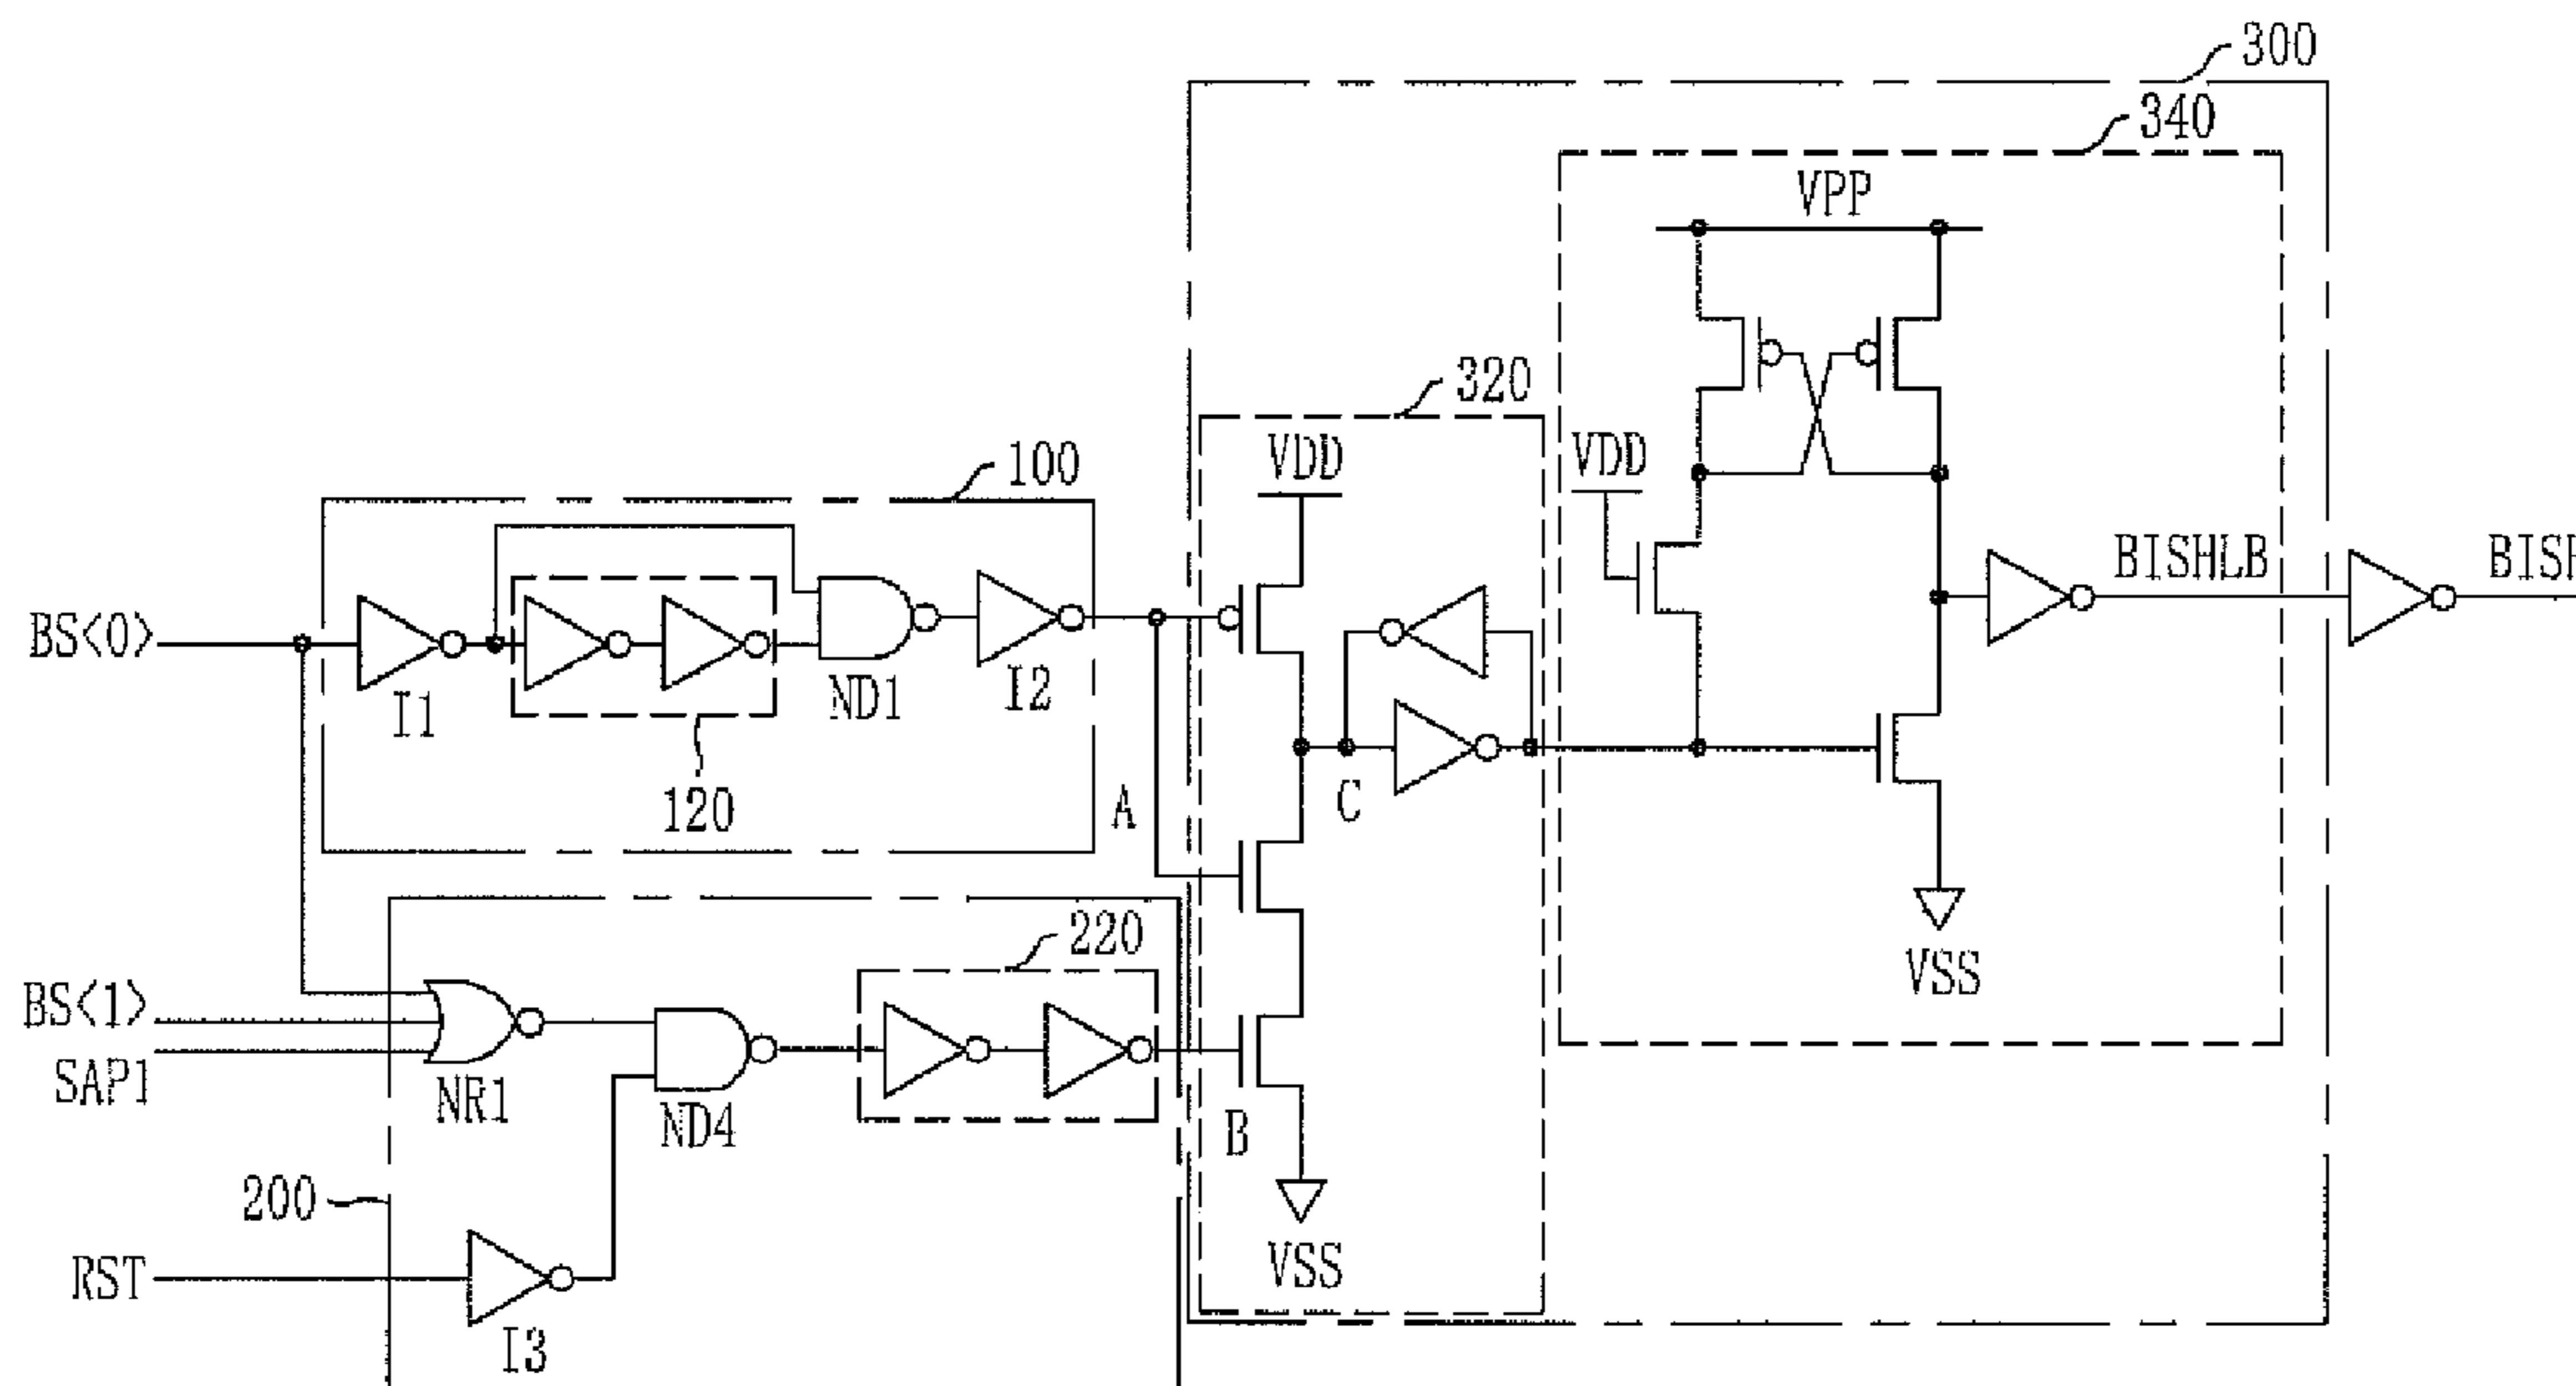 300
340
VPP
320
VDD
VDD
100
BISHLB
BISH
BS<0>
I1
ND1
I2
120
A
C
220
VSS
BS<1>
SAP1
NR1
ND4
B
200
VSS
RST
I3